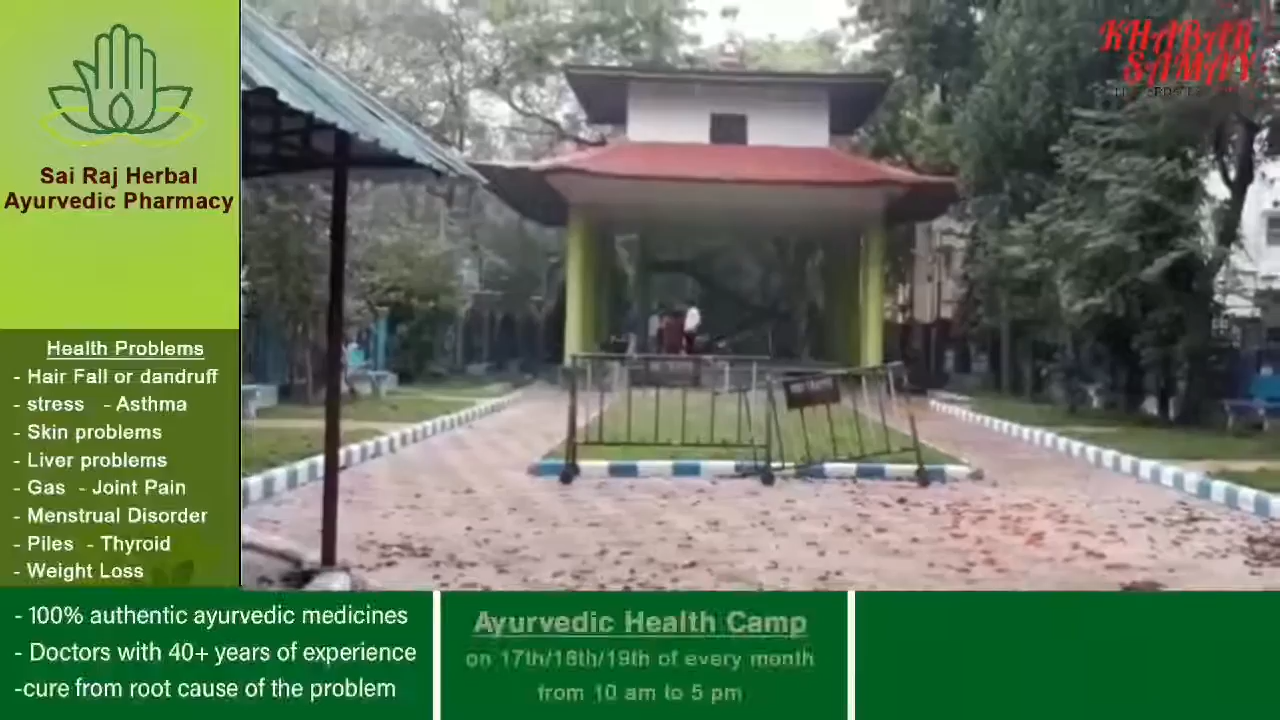 Sai Raj Herbal
Ayurvedic Pharmacy
Health Problems
- Hair Fall or dandruff
- stress - Asthma
- Skin problems
- Liver problems
- Gas - Joint Pain
- Menstrual Disorder
- Piles - Thyroid
- Weight Loss
- 100% authentic ayurvedic medicines
- Doctors with 40+ years of experience
-cure from root cause of the problem
Ayurvedic Health Camp
on 17th/18th/19th of every month
from 10 am to 5 pm
KHABAR
SAMAY